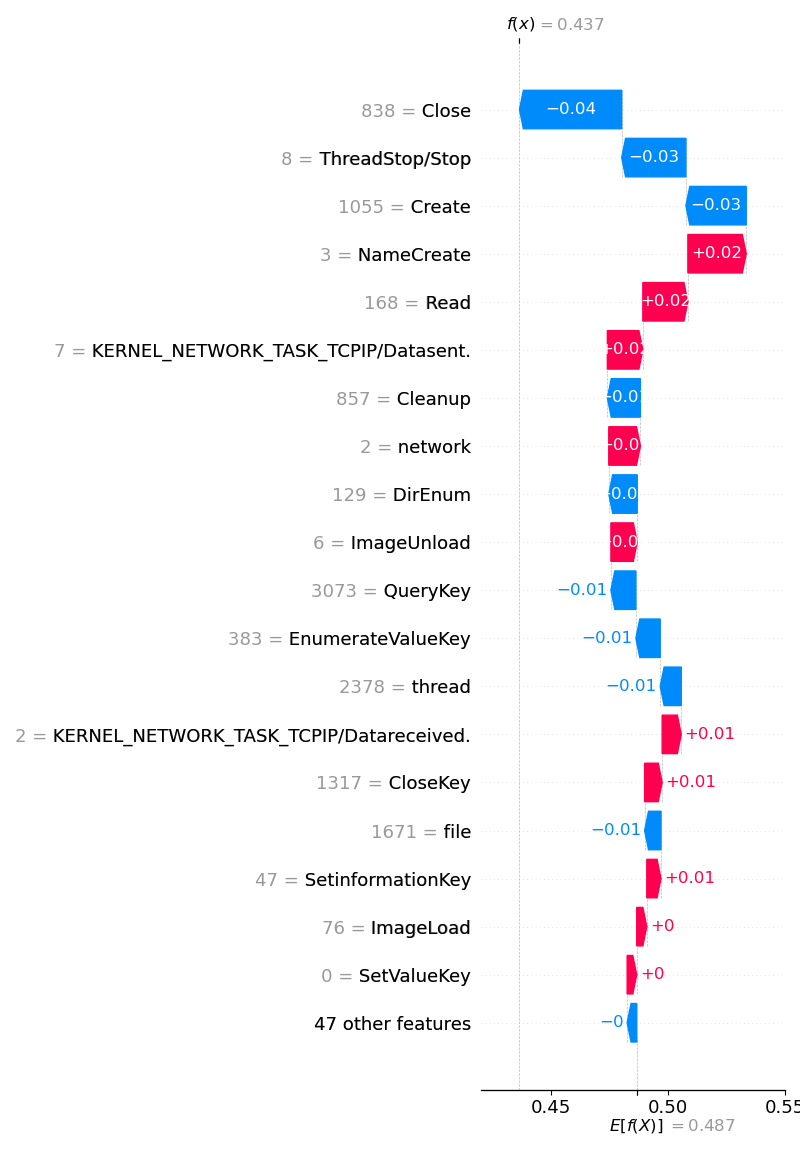 f(x) = 0.437
838 = Close
−0.04
8 = ThreadStop/Stop
−0.03
1055 = Create
−0.03
3 = NameCreate
+0.02
168 = Read
+0.02
7 = KERNEL_NETWORK_TASK_TCPIP/Datasent.
857 = Cleanup
2 = network
129 = DirEnum
6 = ImageUnload
3073 = QueryKey
−0.01
383 = EnumerateValueKey
−0.01
2378 = thread
−0.01
2 = KERNEL_NETWORK_TASK_TCPIP/Datareceived.
+0.01
1317 = CloseKey
+0.01
1671 = file
−0.01
47 = SetinformationKey
+0.01
76 = ImageLoad
+0
0 = SetValueKey
+0
47 other features
−0
0.45 0.50 0.55
E[f(X)] = 0.487